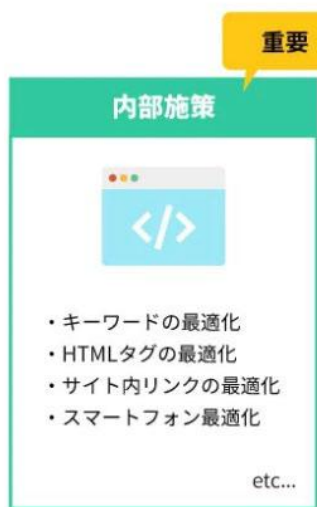 重要
内部施策
</>
・キーワードの最適化
・HTMLタグの最適化
・サイト内リンクの最適化
・スマートフォン最適化
etc...